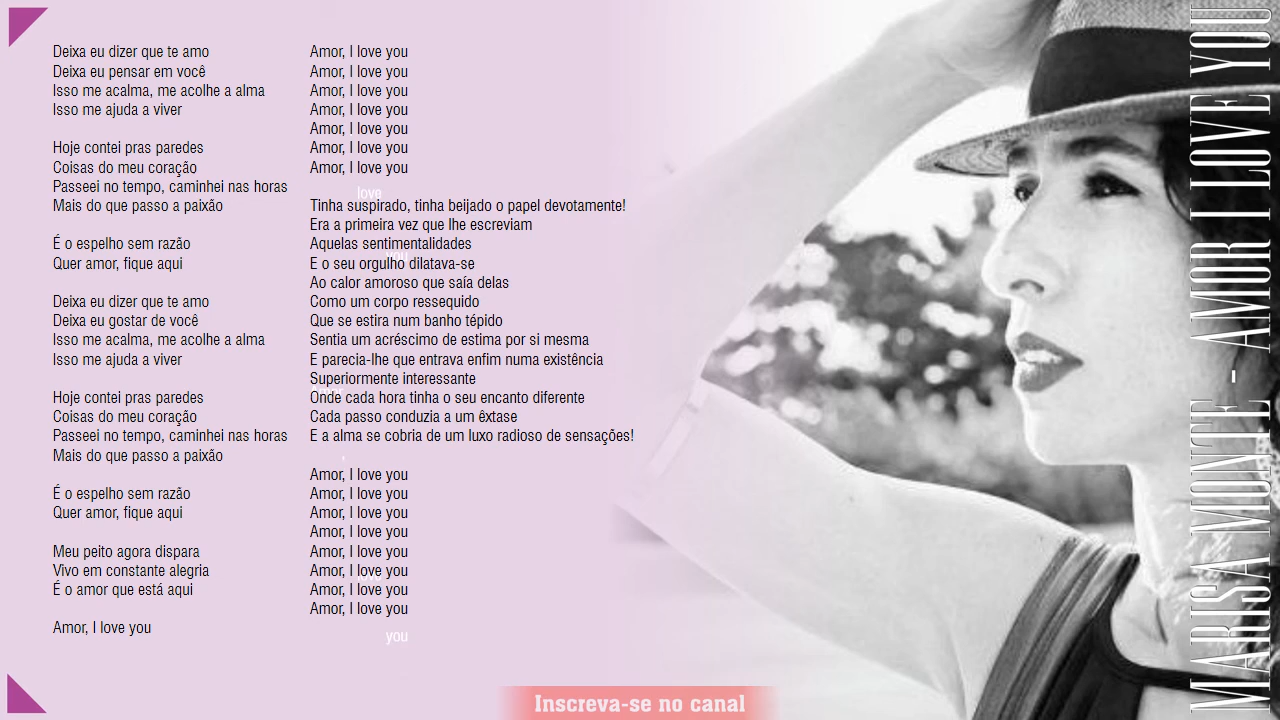 Deixa eu dizer que te amo
Deixa eu pensar em você
Isso me acalma, me acolhe a alma
Isso me ajuda a viver
Hoje contei pras paredes
Coisas do meu coração
Passeei no tempo, caminhei nas horas
Mais do que passo a paixão
É o espelho sem razão
Quer amor, fique aqui
Deixa eu dizer que te amo
Deixa eu gostar de você
Isso me acalma, me acolhe a alma
Isso me ajuda a viver
Hoje contei pras paredes
Coisas do meu coração
Passeei no tempo, caminhei nas horas
Mais do que passo a paixão
É o espelho sem razão
Quer amor, fique aqui
Meu peito agora dispara
Vivo em constante alegria
É o amor que está aqui
Amor, I love you
Amor, I love you
Amor, I love you
Amor, I love you
Amor, I love you
Amor, I love you
Amor, I love you
Amor, I love you
love
Tinha suspirado, tinha beijado o papel devotamente!
Era a primeira vez que lhe escreviam
Aquelas sentimentalidades
you
E o seu orgulho dilatava-se
Ao calor amoroso que saía delas
Como um corpo ressequido
Que se estira num banho tépido
Sentia um acréscimo de estima por si mesma
E parecia-lhe que entrava enfim numa existência
Superiormente interessante
Onde cada hora tinha o seu encanto diferente
Cada passo conduzia a um êxtase
E a alma se cobria de um luxo radioso de sensações!
Amor, I love you
Amor, I love you
Amor, I love you
Amor, I love you
Amor, I love you
Amor, I love you
love
Amor, I love you
Amor, I love you
you
MARISA MONTE - AMOR I LOVE YOU
Inscreva-se no canal